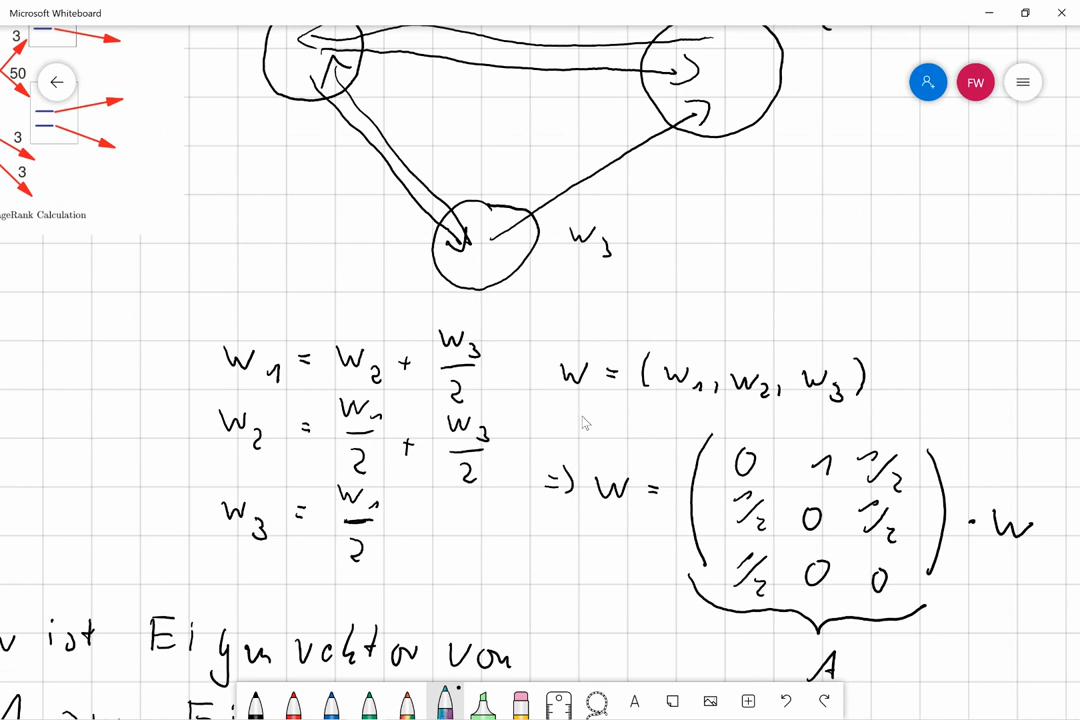 Microsoft Whiteboard
3
50
3
3
geRank Calculation
FW
w3
w1 = w2 + w3/2
w2 = w1/2 + w3/2
w3 = w1/2
w = (w1, w2, w3)
=> w = (0 1 1/2
1/2 0 1/2
1/2 0 0) · w
A
ist Eigenvektor von
A